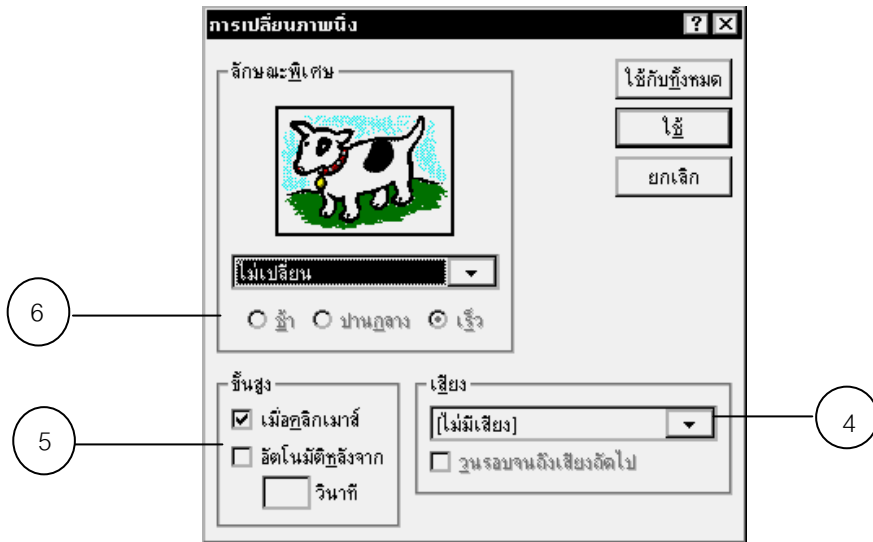 การเปลี่ยนภาพนิ่ง
ลักษณะพิเศษ
ใช้กับทั้งหมด
ใช้
ยกเลิก
ไม่เปลี่ยน
6
ช้า ปานกลาง เร็ว
ขั้นสูง
เมื่อคลิกเมาส์
5
อัตโนมัติหลังจาก
วินาที
เสียง
[ไม่มีเสียง]
4
วนรอบจนถึงเสียงถัดไป